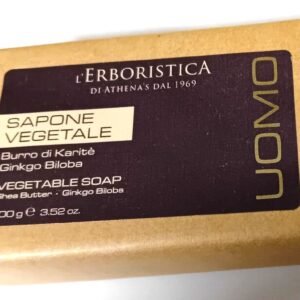 L'ERBORISTICA
DI ATHENA'S DAL 1969
SAPONE
VEGETALE
Burro di Karitè
Ginkgo Biloba
VEGETABLE SOAP
Shea Butter - Ginkgo Biloba
00 g ℮ 3.52 oz.
UOMO